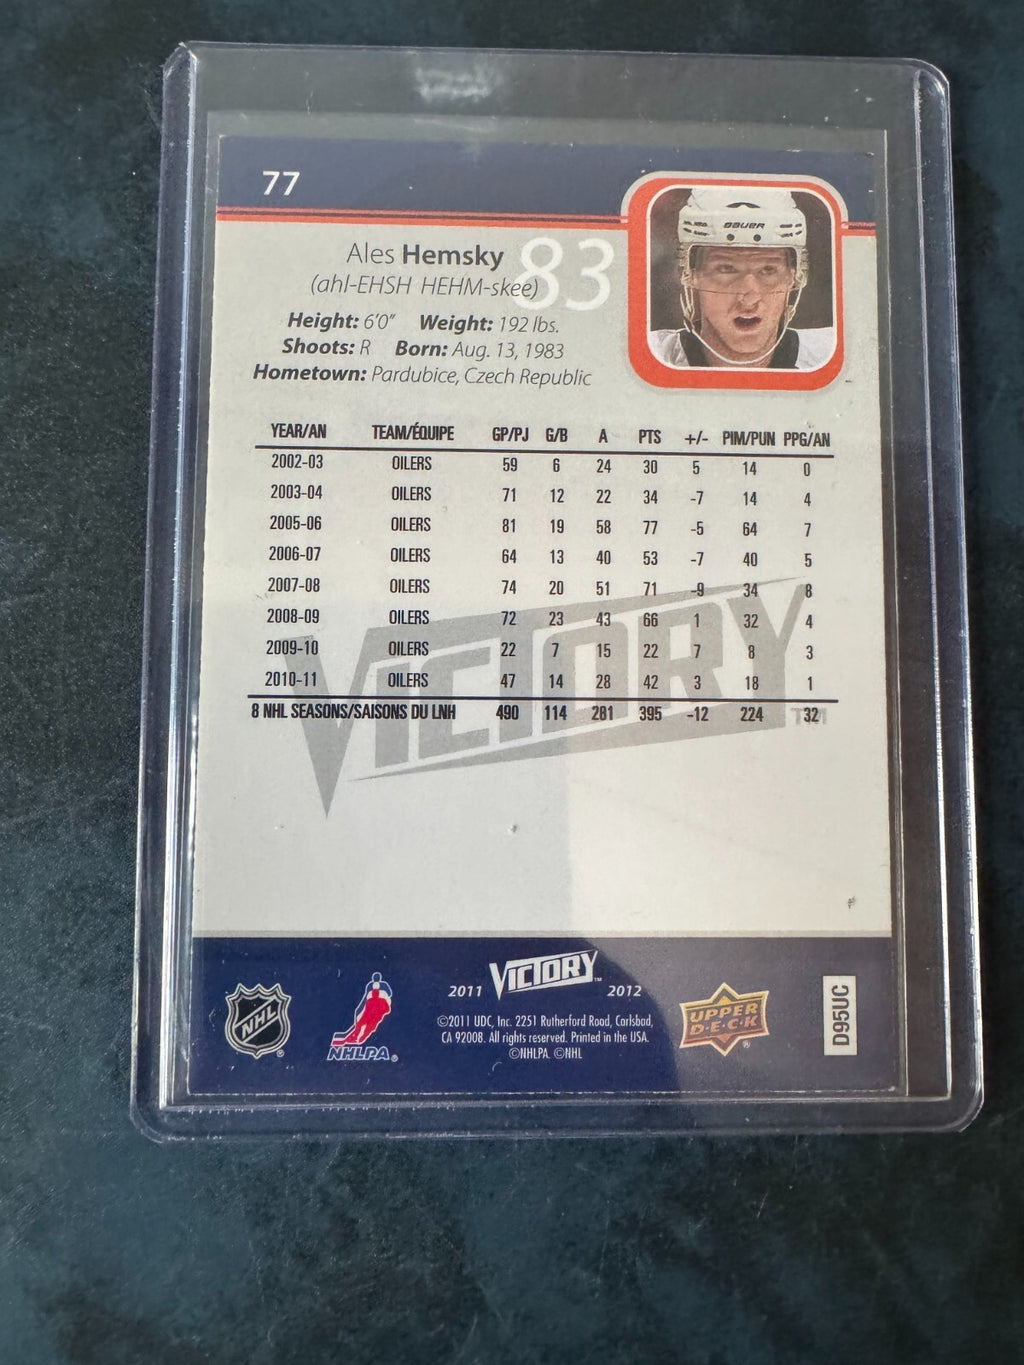 77
BAUER
83
Ales Hemsky
(ahl-EHSH HEHM-skee)
Height: 6'0" Weight: 192 lbs.
Shoots: R Born: Aug. 13, 1983
Hometown: Pardubice, Czech Republic
YEAR/AN TEAM/ÉQUIPE GP/PJ G/B A PTS +/- PIM/PUN PPG/AN
2002-03 OILERS 59 6 24 30 5 14 0
2003-04 OILERS 71 12 22 34 -7 14 4
2005-06 OILERS 81 19 58 77 -5 64 7
2006-07 OILERS 64 13 40 53 -7 40 5
2007-08 OILERS 74 20 51 71 -9 34 8
2008-09 OILERS 72 23 43 66 1 32 4
2009-10 OILERS 22 7 15 22 7 8 3
2010-11 OILERS 47 14 28 42 3 18 1
8 NHL SEASONS/SAISONS DU LNH 490 114 281 395 -12 224 32
VICTORY TM
NHL ®
NHLPA ®
2011 VICTORY ™ 2012
©2011 UDC, Inc. 2251 Rutherford Road, Carlsbad,
CA 92008. All rights reserved. Printed in the USA.
©NHLPA. ©NHL
UPPER
D·E·C·K ®
D95UC